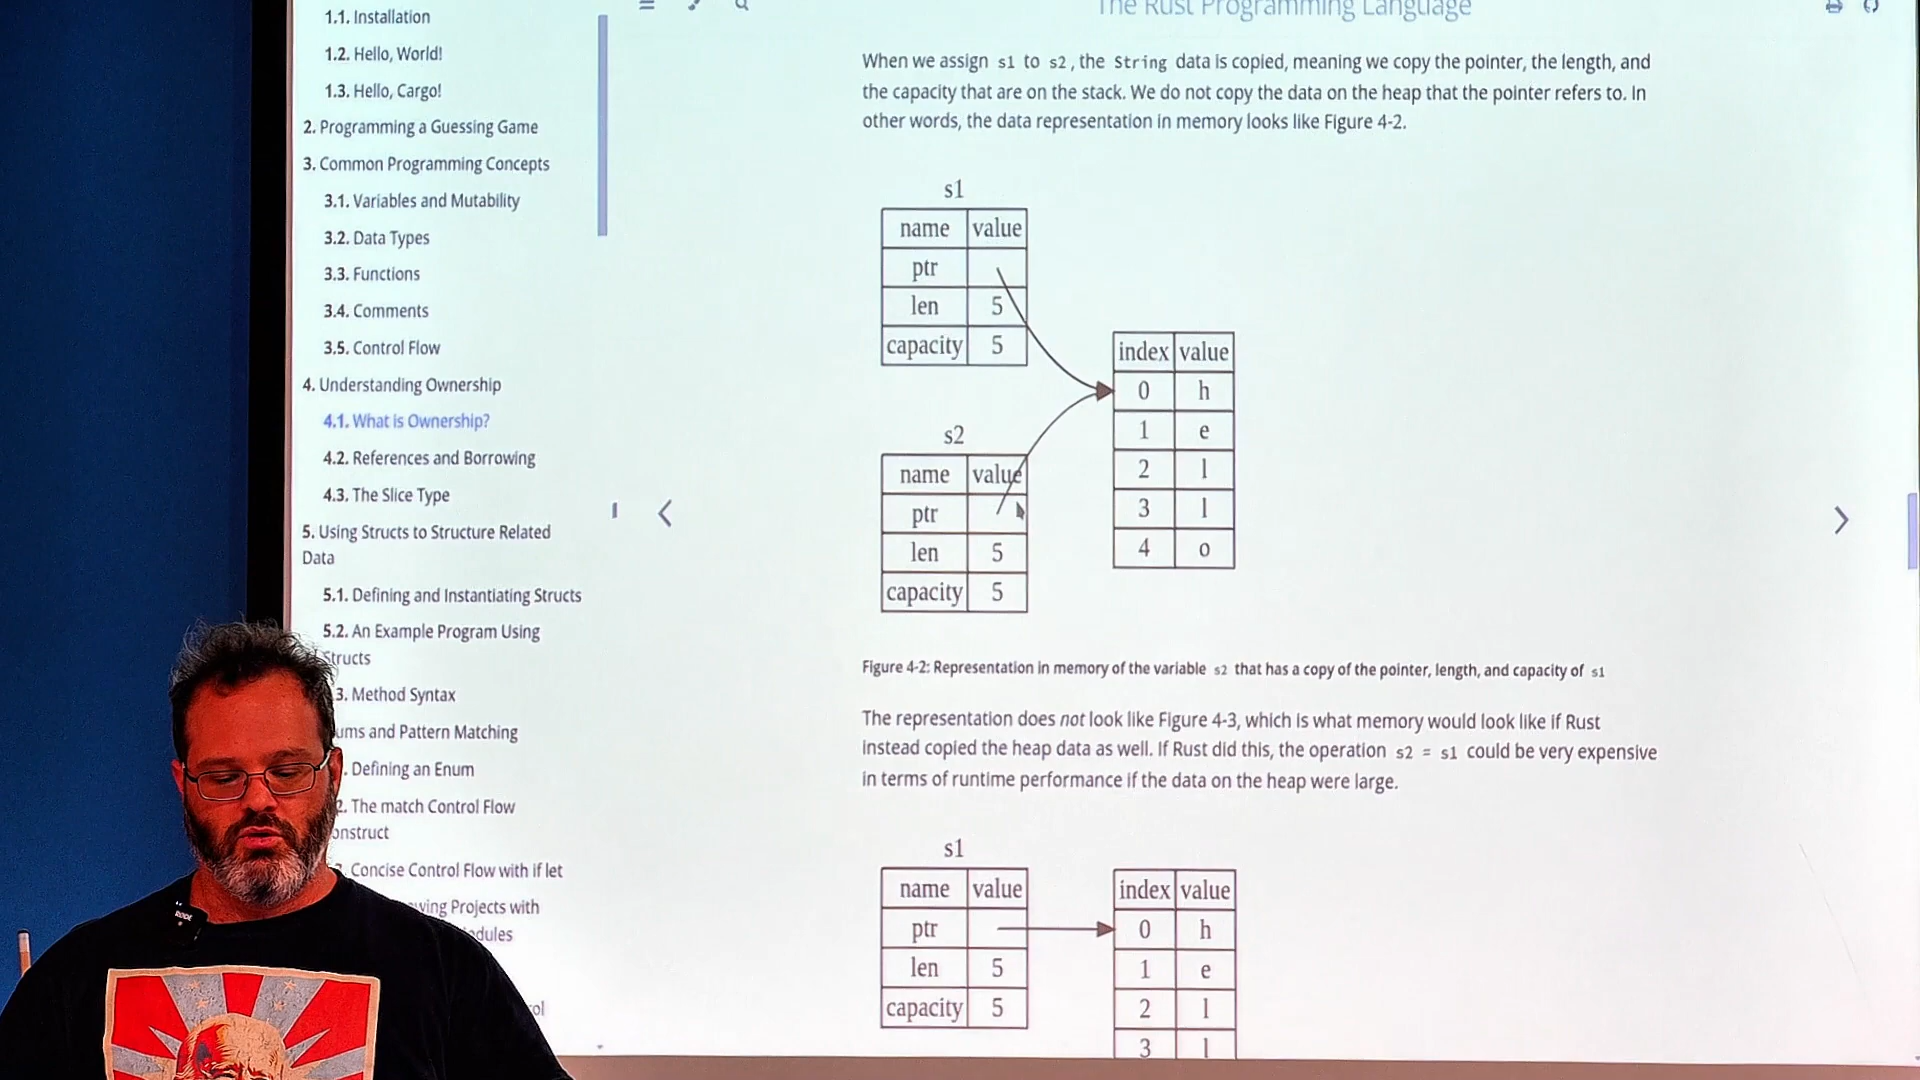 The Rust Programming Language
1.1. Installation
1.2. Hello, World!
1.3. Hello, Cargo!
2. Programming a Guessing Game
3. Common Programming Concepts
3.1. Variables and Mutability
3.2. Data Types
3.3. Functions
3.4. Comments
3.5. Control Flow
4. Understanding Ownership
4.1. What is Ownership?
4.2. References and Borrowing
4.3. The Slice Type
5. Using Structs to Structure Related
Data
5.1. Defining and Instantiating Structs
5.2. An Example Program Using
Structs
3. Method Syntax
ums and Pattern Matching
. Defining an Enum
2. The match Control Flow
onstruct
Concise Control Flow with if let
wing Projects with
odules
ol
RODE
When we assign s1 to s2, the String data is copied, meaning we copy the pointer, the length, and
the capacity that are on the stack. We do not copy the data on the heap that the pointer refers to. In
other words, the data representation in memory looks like Figure 4-2.
s1
name value
ptr
len 5
capacity 5
s2
name value
ptr
len 5
capacity 5
index value
0 h
1 e
2 l
3 l
4 o
Figure 4-2: Representation in memory of the variable s2 that has a copy of the pointer, length, and capacity of s1
The representation does not look like Figure 4-3, which is what memory would look like if Rust
instead copied the heap data as well. If Rust did this, the operation s2 = s1 could be very expensive
in terms of runtime performance if the data on the heap were large.
s1
name value
ptr
len 5
capacity 5
index value
0 h
1 e
2 l
3 l